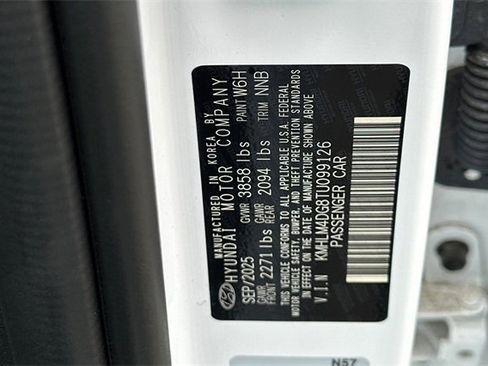 MANUFACTURED IN KOREA BY
HYUNDAI MOTOR COMPANY
SEP/2025 GVWR 3858 lbs PAINT W6H
GAWR FRONT 2271 lbs GAWR REAR 2094 lbs TRIM NNB
THIS VEHICLE CONFORMS TO ALL APPLICABLE U.S.A. FEDERAL
MOTOR VEHICLE SAFETY, BUMPER, AND THEFT PREVENTION STANDARDS
IN EFFECT ON THE DATE OF MANUFACTURE SHOWN ABOVE
V.I.N KMHLM4DG8TU099126
PASSENGER CAR
N57